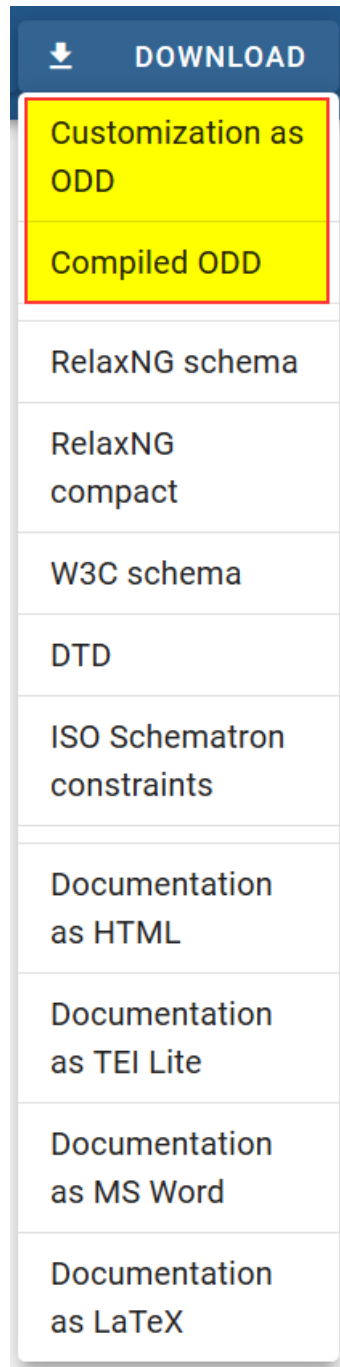 DOWNLOAD
Customization as
ODD
Compiled ODD
RelaxNG schema
RelaxNG
compact
W3C schema
DTD
ISO Schematron
constraints
Documentation
as HTML
Documentation
as TEI Lite
Documentation
as MS Word
Documentation
as LaTeX